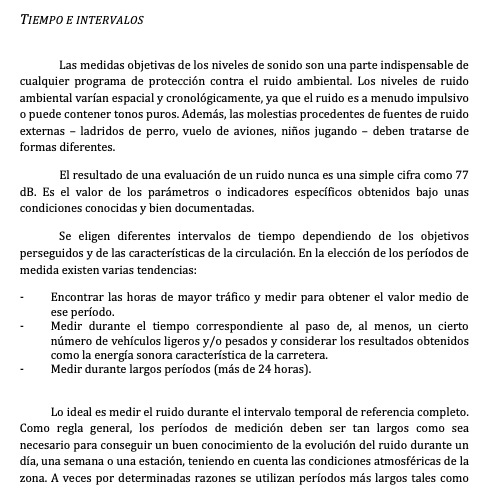 TIEMPO E INTERVALOS
Las medidas objetivas de los niveles de sonido son una parte indispensable de
cualquier programa de protección contra el ruido ambiental. Los niveles de ruido
ambiental varían espacial y cronológicamente, ya que el ruido es a menudo impulsivo
o puede contener tonos puros. Además, las molestias procedentes de fuentes de ruido
externas – ladridos de perro, vuelo de aviones, niños jugando – deben tratarse de
formas diferentes.
El resultado de una evaluación de un ruido nunca es una simple cifra como 77
dB. Es el valor de los parámetros o indicadores específicos obtenidos bajo unas
condiciones conocidas y bien documentadas.
Se eligen diferentes intervalos de tiempo dependiendo de los objetivos
perseguidos y de las características de la circulación. En la elección de los períodos de
medida existen varias tendencias:
- Encontrar las horas de mayor tráfico y medir para obtener el valor medio de
ese período.
- Medir durante el tiempo correspondiente al paso de, al menos, un cierto
número de vehículos ligeros y/o pesados y considerar los resultados obtenidos
como la energía sonora característica de la carretera.
- Medir durante largos períodos (más de 24 horas).
Lo ideal es medir el ruido durante el intervalo temporal de referencia completo.
Como regla general, los períodos de medición deben ser tan largos como sea
necesario para conseguir un buen conocimiento de la evolución del ruido durante un
día, una semana o una estación, teniendo en cuenta las condiciones atmosféricas de la
zona. A veces por determinadas razones se utilizan períodos más largos tales como